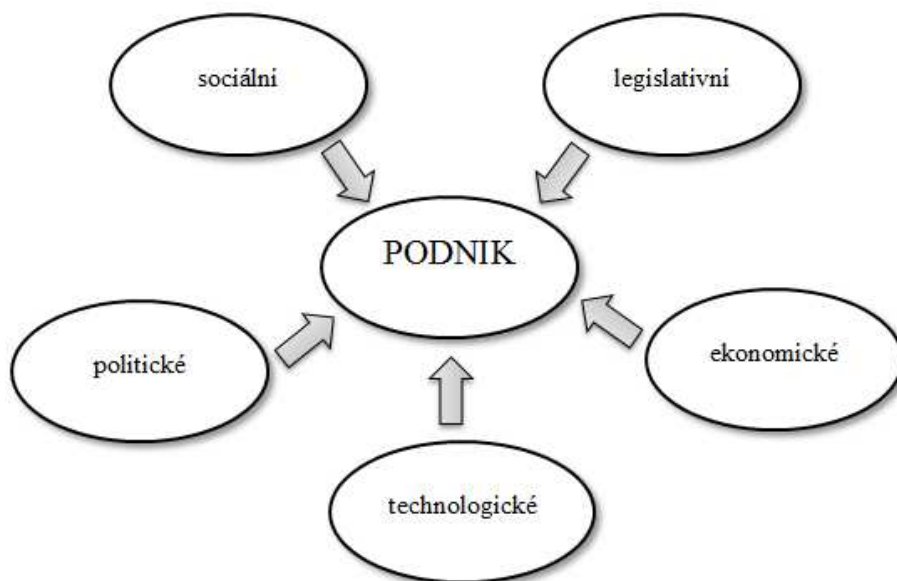 sociální
legislativní
PODNIK
politické
ekonomické
technologické